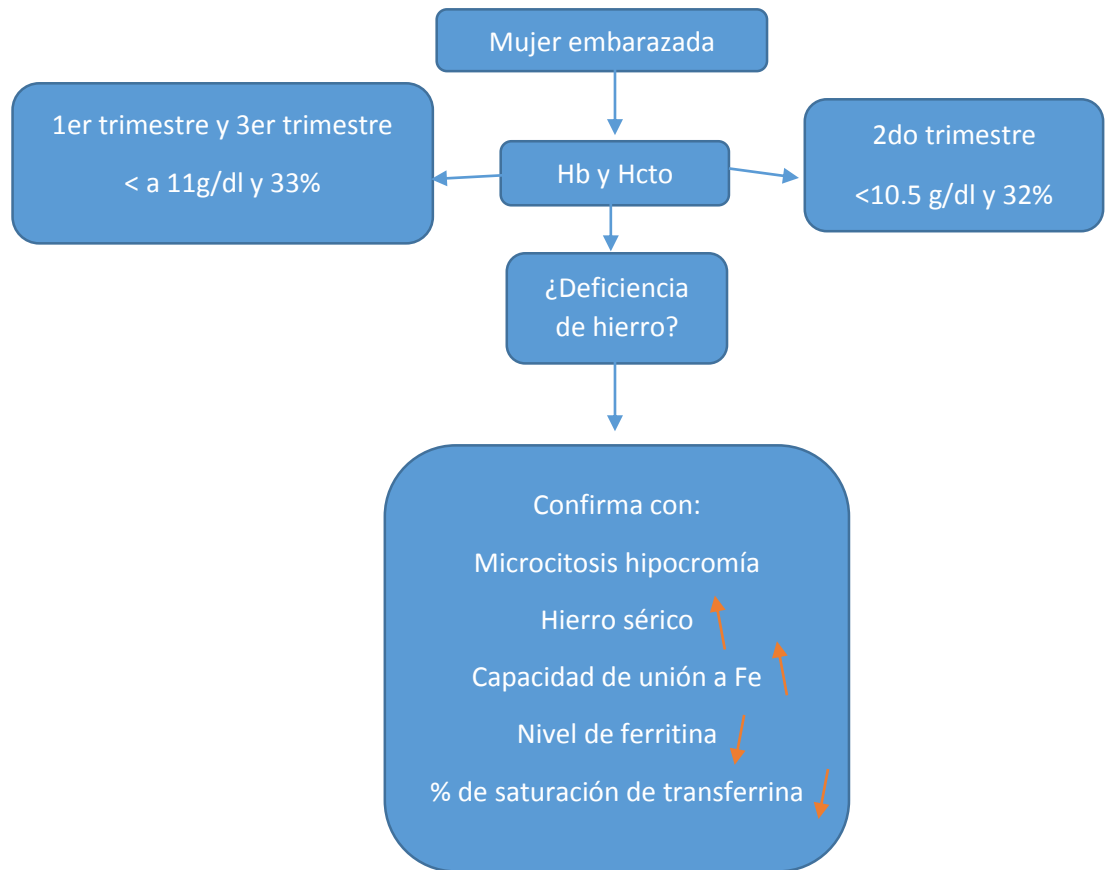 Mujer embarazada
1er trimestre y 3er trimestre
< a 11g/dl y 33%
Hb y Hcto
2do trimestre
<10.5 g/dl y 32%
¿Deficiencia
de hierro?
Confirma con:
Microcitosis hipocromía
Hierro sérico
Capacidad de unión a Fe
Nivel de ferritina
% de saturación de transferrina